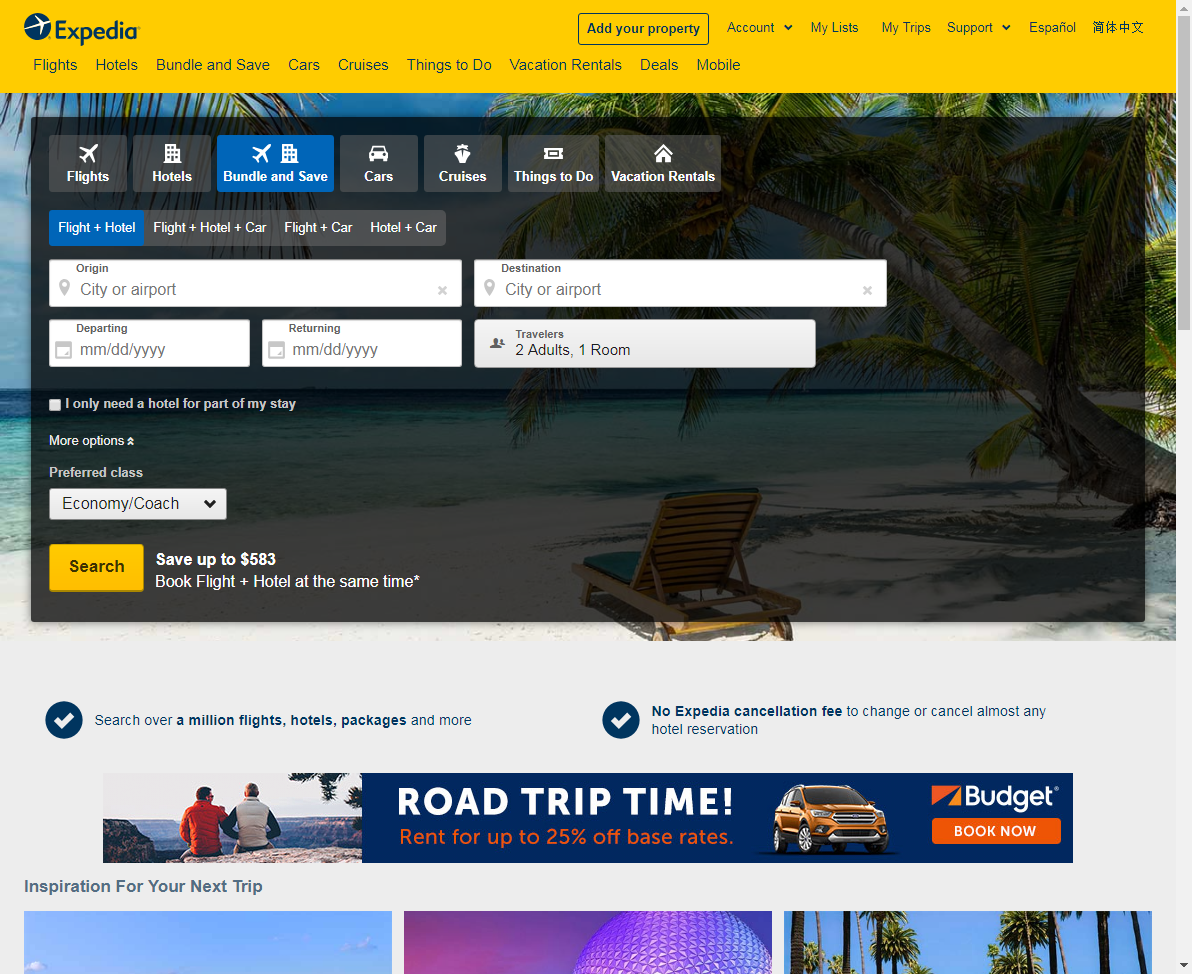 Expedia
Add your property
Account
My Lists
My Trips
Support
Español
简体中文
Flights
Hotels
Bundle and Save
Cars
Cruises
Things to Do
Vacation Rentals
Deals
Mobile
Flights
Hotels
Bundle and Save
Cars
Cruises
Things to Do
Vacation Rentals
Flight + Hotel
Flight + Hotel + Car
Flight + Car
Hotel + Car
Origin
City or airport
Destination
City or airport
Departing
mm/dd/yyyy
Returning
mm/dd/yyyy
Travelers
2 Adults, 1 Room
I only need a hotel for part of my stay
More options
Preferred class
Economy/Coach
Search
Save up to $583
Book Flight + Hotel at the same time*
Search over a million flights, hotels, packages and more
No Expedia cancellation fee to change or cancel almost any
hotel reservation
ROAD TRIP TIME!
Rent for up to 25% off base rates.
Budget®
BOOK NOW
Inspiration For Your Next Trip